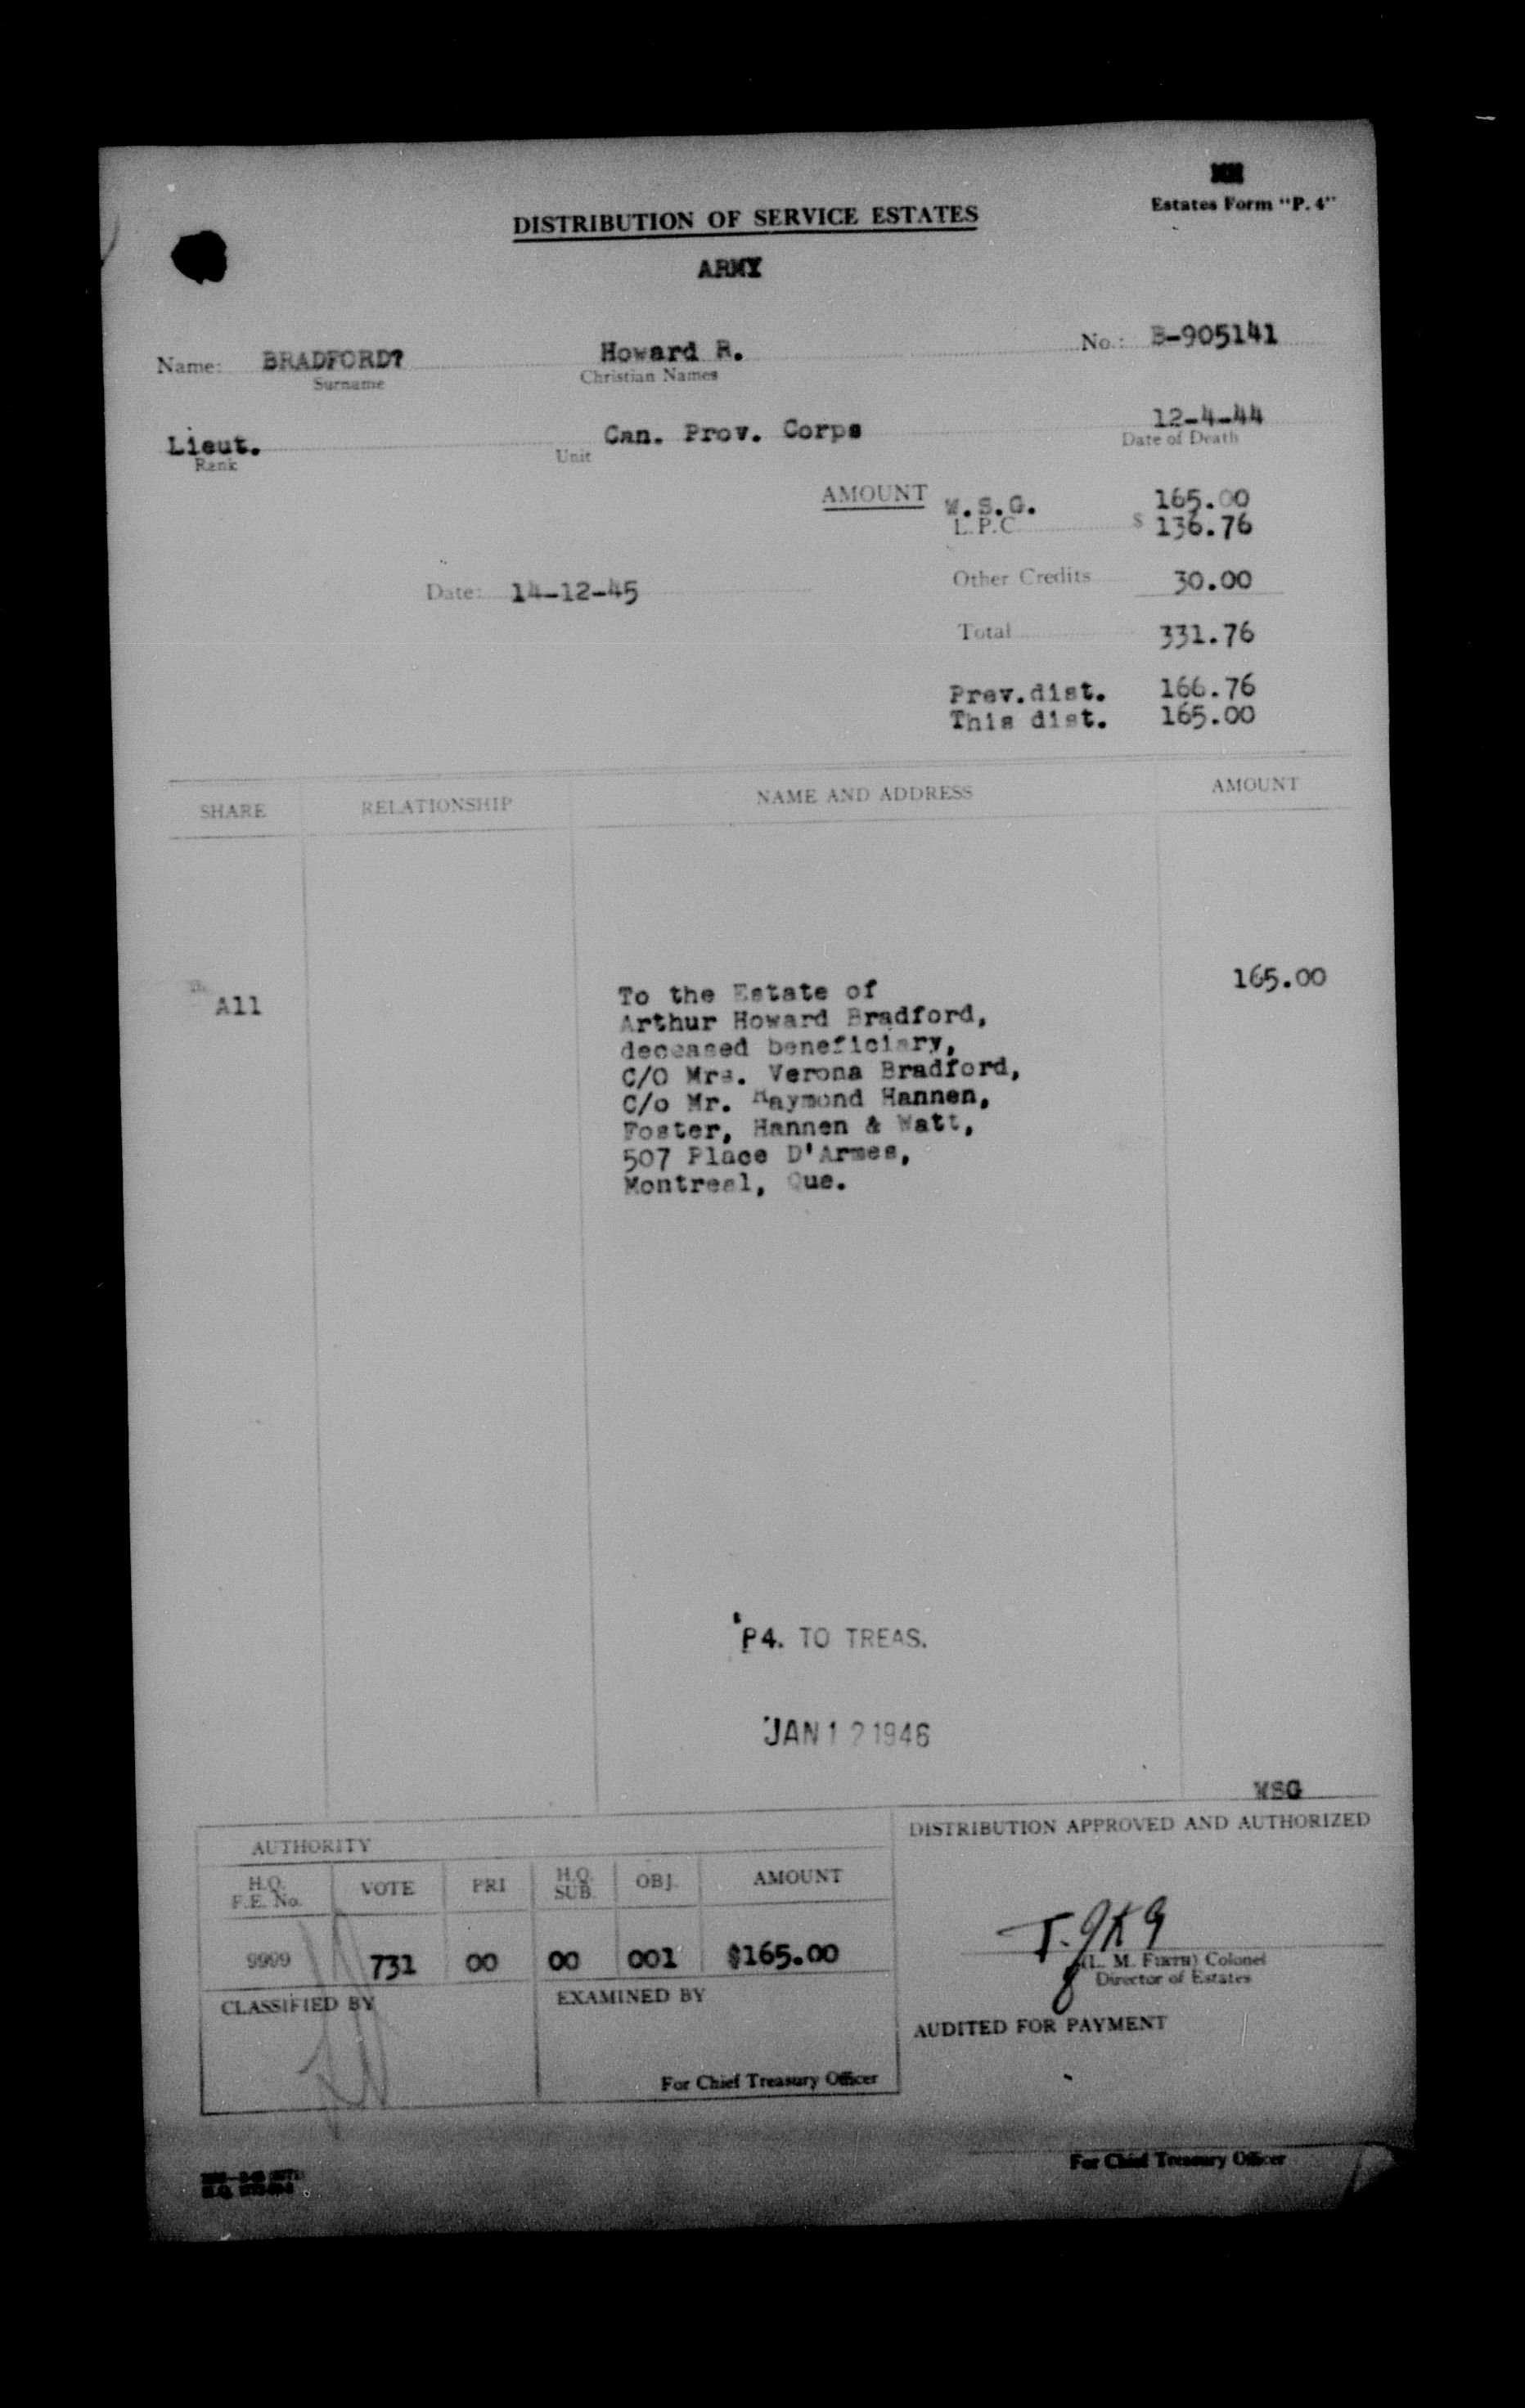 Estates Form "P. 4"
DISTRIBUTION OF SERVICE ESTATES
ARMY
Name: BRADFORD? Howard R. No.: B-905141
Surname Christian Names
Lieut. Can. Prov. Corps 12-4-44
Rank Unit Date of Death
AMOUNT W.S.G. 165.00
L.P.C $ 136.76
Date: 14-12-45 Other Credits 30.00
Total 331.76
Prev.dist. 166.76
This dist. 165.00
SHARE RELATIONSHIP NAME AND ADDRESS AMOUNT
All To the Estate of 165.00
Arthur Howard Bradford,
deceased beneficiary,
C/O Mrs. Verona Bradford,
C/o Mr. Raymond Hannen,
Foster, Hannen & Watt,
507 Place D'Armes,
Montreal, Que.
P4. TO TREAS.
JAN 12 1946
WSG
AUTHORITY DISTRIBUTION APPROVED AND AUTHORIZED
H.Q. F.E. No. VOTE PRI H.Q. SUB. OBJ. AMOUNT
9999 731 00 00 001 $165.00
(L. M. FIRTH) Colonel
Director of Estates
CLASSIFIED BY EXAMINED BY
AUDITED FOR PAYMENT
For Chief Treasury Officer
For Chief Treasury Officer